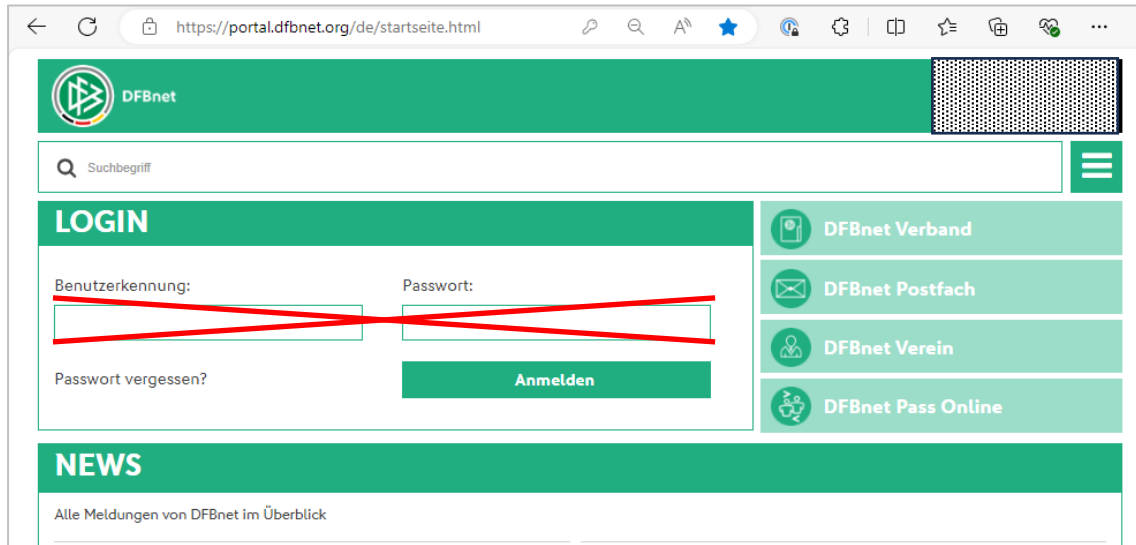 https://portal.dfbnet.org/de/startseite.html
DFBnet
Suchbegriff
LOGIN
Benutzerkennung:
Passwort:
Passwort vergessen?
Anmelden
DFBnet Verband
DFBnet Postfach
DFBnet Verein
DFBnet Pass Online
NEWS
Alle Meldungen von DFBnet im Überblick